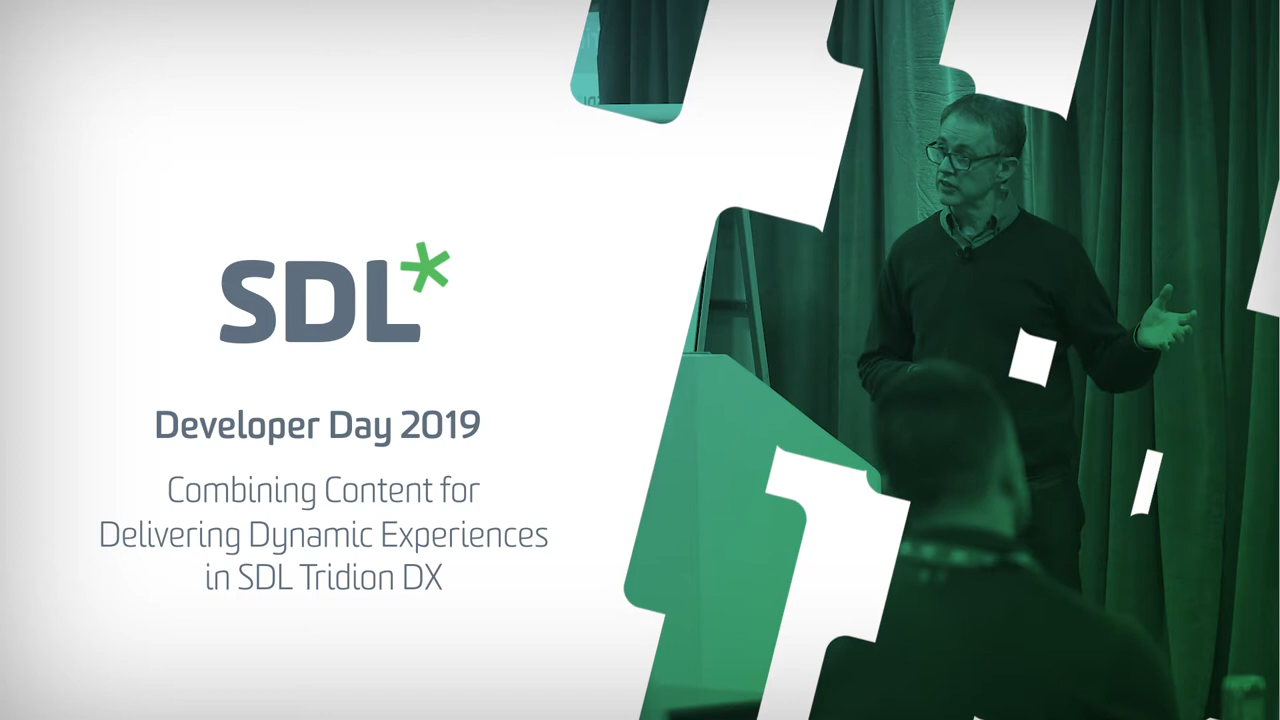 SDL*
Developer Day 2019
Combining Content for
Delivering Dynamic Experiences
in SDL Tridion DX